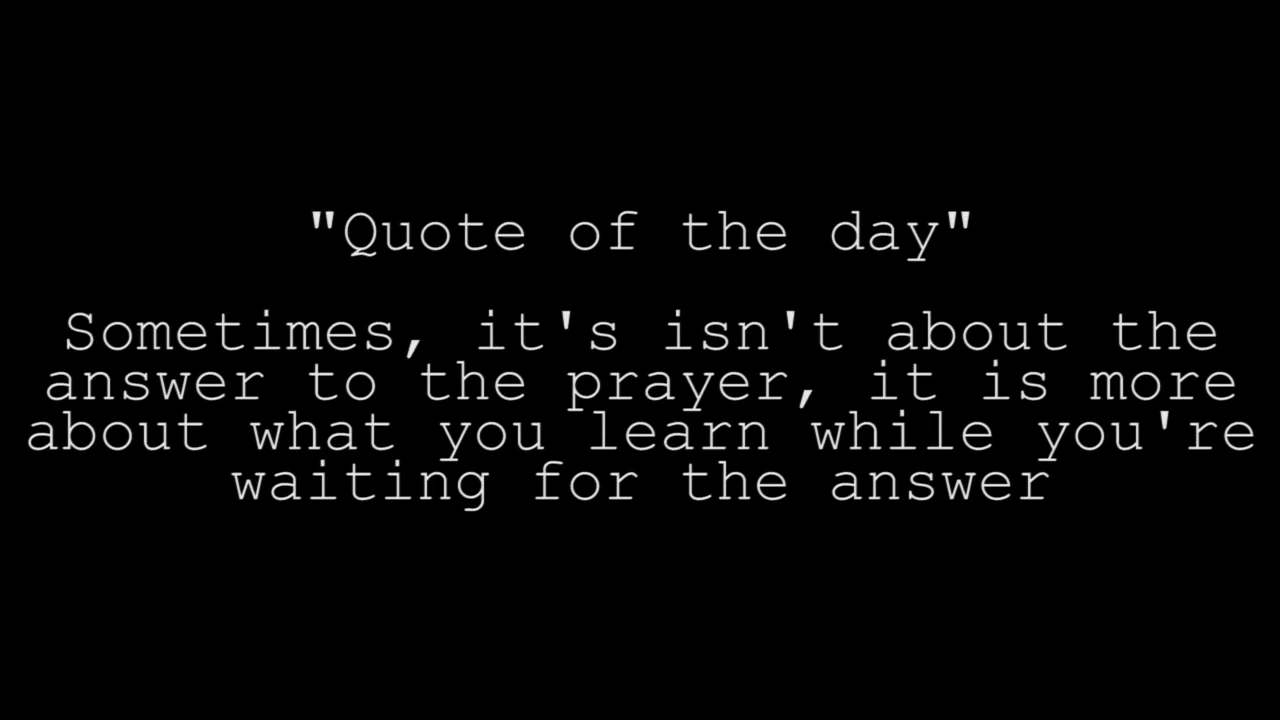 "Quote of the day"
Sometimes, it's isn't about the
answer to the prayer, it is more
about what you learn while you're
waiting for the answer